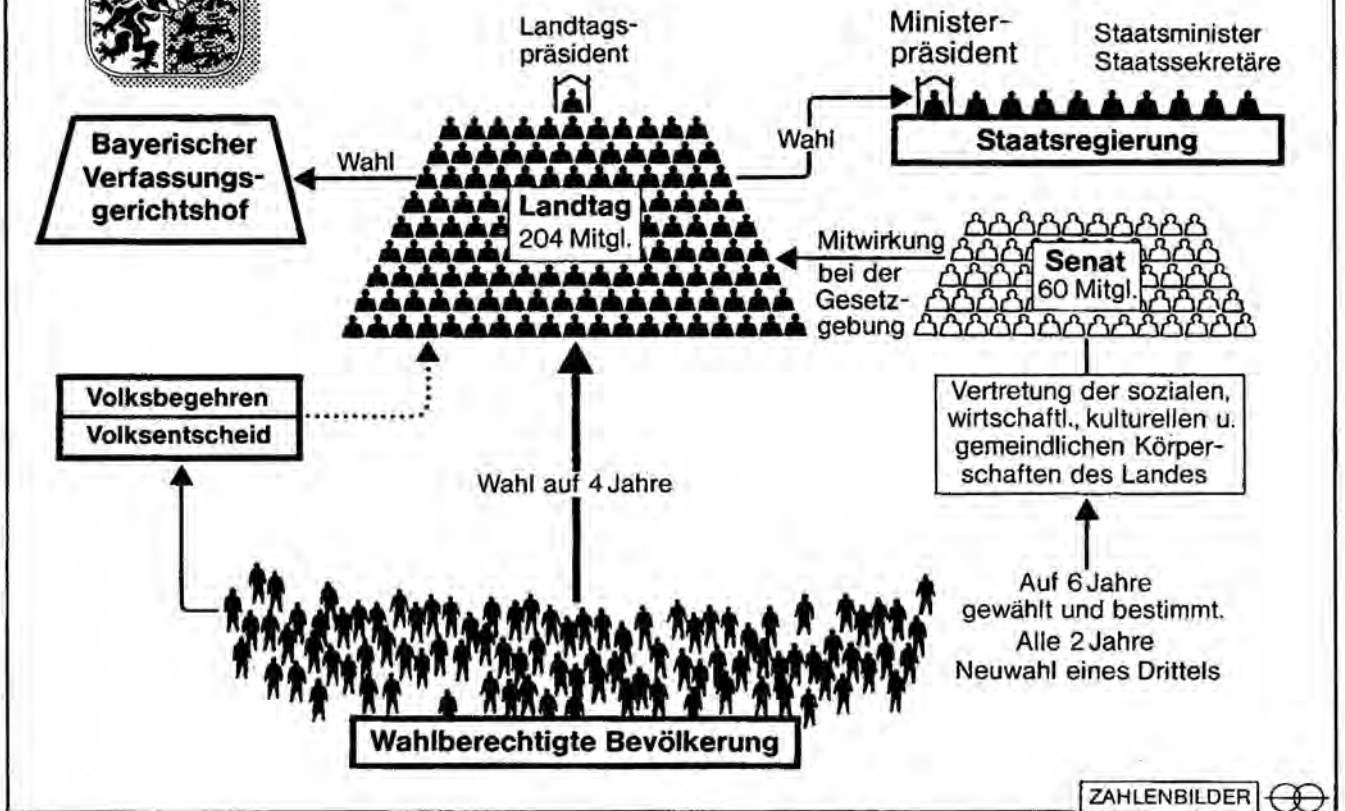 Landtags-
präsident
Minister-
präsident
Staatsminister
Staatssekretäre
Bayerischer
Verfassungs-
gerichtshof
Wahl
Wahl
Staatsregierung
Landtag
204 Mitgl.
Mitwirkung
bei der
Gesetz-
gebung
Senat
60 Mitgl.
Volksbegehren
Volksentscheid
Vertretung der sozialen,
wirtschaftl., kulturellen u.
gemeindlichen Körper-
schaften des Landes
Wahl auf 4 Jahre
Auf 6 Jahre
gewählt und bestimmt.
Alle 2 Jahre
Neuwahl eines Drittels
Wahlberechtigte Bevölkerung
ZAHLENBILDER